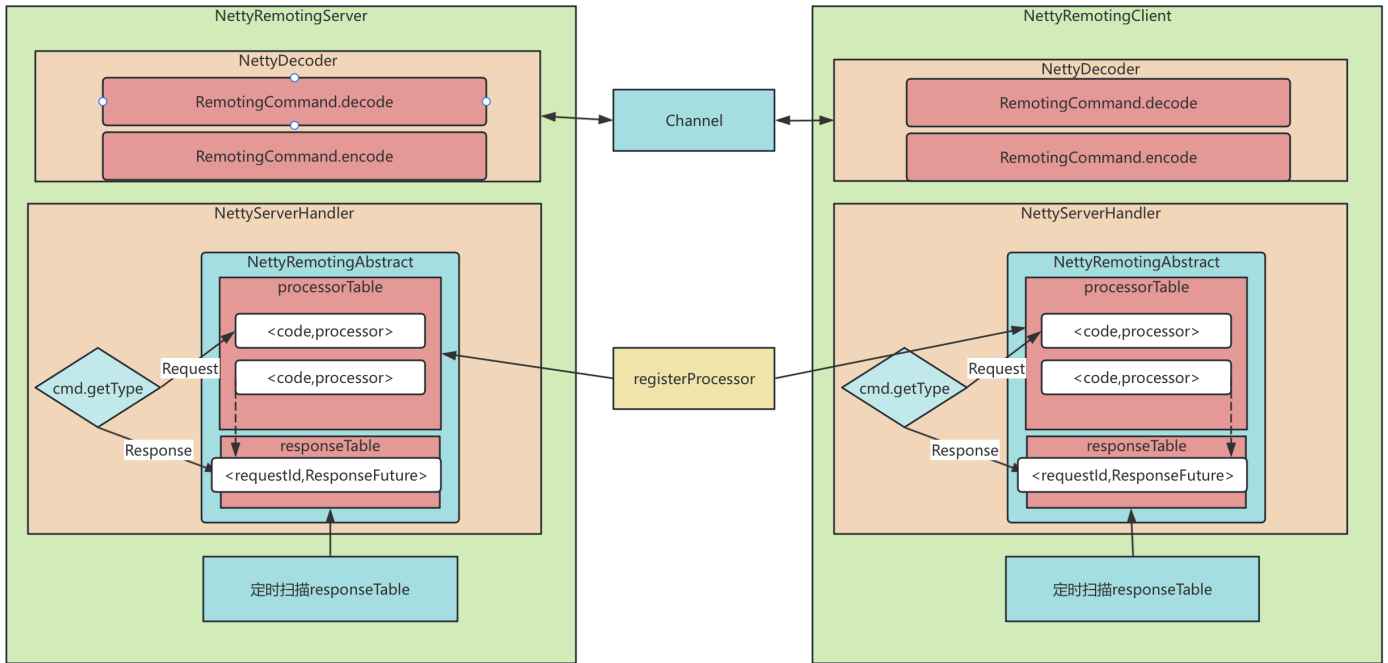 NettyRemotingServer
NettyDecoder
RemotingCommand.decode
RemotingCommand.encode
NettyServerHandler
NettyRemotingAbstract
processorTable
<code,processor>
<code,processor>
cmd.getType
Request
Response
responseTable
<requestId,ResponseFuture>
定时扫描responseTable
Channel
registerProcessor
NettyRemotingClient
NettyDecoder
RemotingCommand.decode
RemotingCommand.encode
NettyServerHandler
NettyRemotingAbstract
processorTable
<code,processor>
<code,processor>
cmd.getType
Request
Response
responseTable
<requestId,ResponseFuture>
定时扫描responseTable